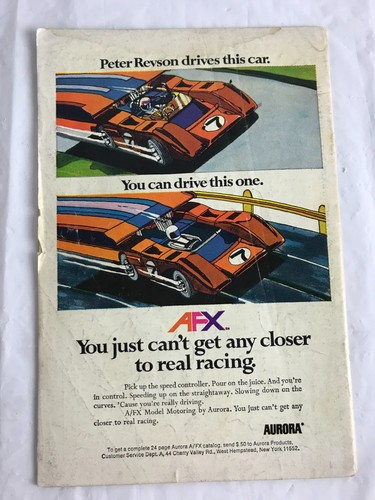 Peter Revson drives this car.
7
You can drive this one.
7
AFX™
You just can't get any closer
to real racing.
Pick up the speed controller. Pour on the juice. And you're
in control. Speeding up on the straightaway. Slowing down on the
curves. 'Cause you're really driving.
A/FX Model Motoring by Aurora. You just can't get any
closer to real racing.
AURORA®
To get a complete 24 page Aurora A/FX catalog, send $.50 to Aurora Products,
Customer Service Dept. A, 44 Cherry Valley Rd., West Hempstead, New York, 11552.